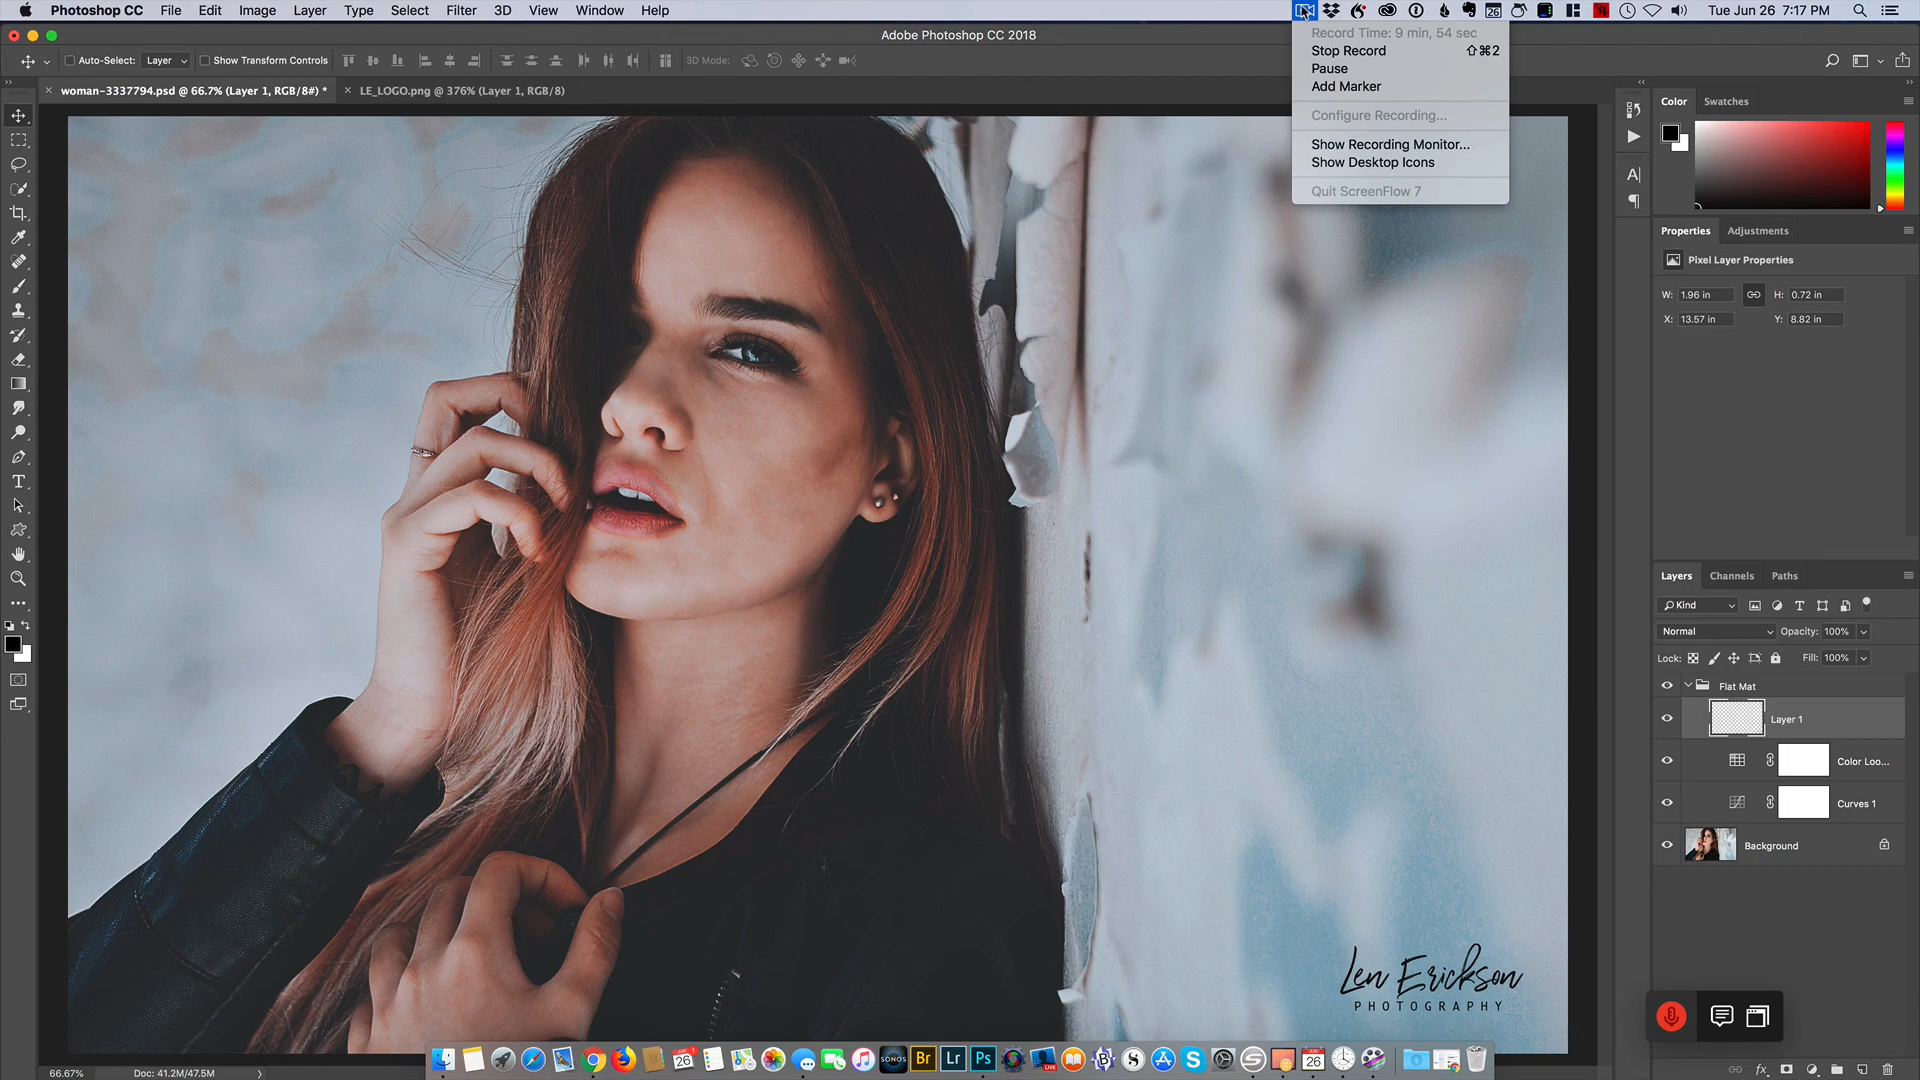 Photoshop CC File Edit Image Layer Type Select Filter 3D View Window Help Tue Jun 26 7:17 PM
Adobe Photoshop CC 2018
Record Time: 9 min, 54 sec
Stop Record ⇧⌘2
Pause
Add Marker
Configure Recording...
Show Recording Monitor...
Show Desktop Icons
Quit ScreenFlow 7
Auto-Select: Layer Show Transform Controls 3D Mode:
woman-3337794.psd @ 66.7% (Layer 1, RGB/8#) * LE_LOGO.png @ 376% (Layer 1, RGB/8)
Color Swatches
Properties Adjustments
Pixel Layer Properties
W: 1.96 in H: 0.72 in
X: 13.57 in Y: 8.82 in
Layers Channels Paths
Kind
Normal Opacity: 100%
Lock: Fill: 100%
Flat Mat
Layer 1
Color Loo...
Curves 1
Background
Len Erickson
PHOTOGRAPHY
SONOS Br Lr Ps
66.67% Doc: 41.2M/47.5M